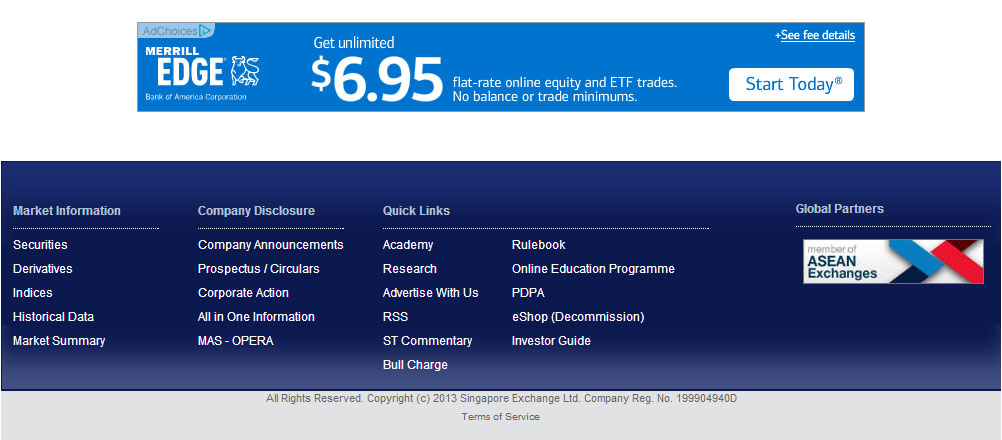 AdChoices
MERRILL
EDGE
Bank of America Corporation
Get unlimited
$6.95
flat-rate online equity and ETF trades.
No balance or trade minimums.
+See fee details
Start Today®
Market Information
Securities
Derivatives
Indices
Historical Data
Market Summary
Company Disclosure
Company Announcements
Prospectus / Circulars
Corporate Action
All in One Information
MAS - OPERA
Quick Links
Academy
Research
Advertise With Us
RSS
ST Commentary
Bull Charge
Rulebook
Online Education Programme
PDPA
eShop (Decommission)
Investor Guide
Global Partners
member of
ASEAN
Exchanges
All Rights Reserved. Copyright (c) 2013 Singapore Exchange Ltd. Company Reg. No. 199904940D
Terms of Service